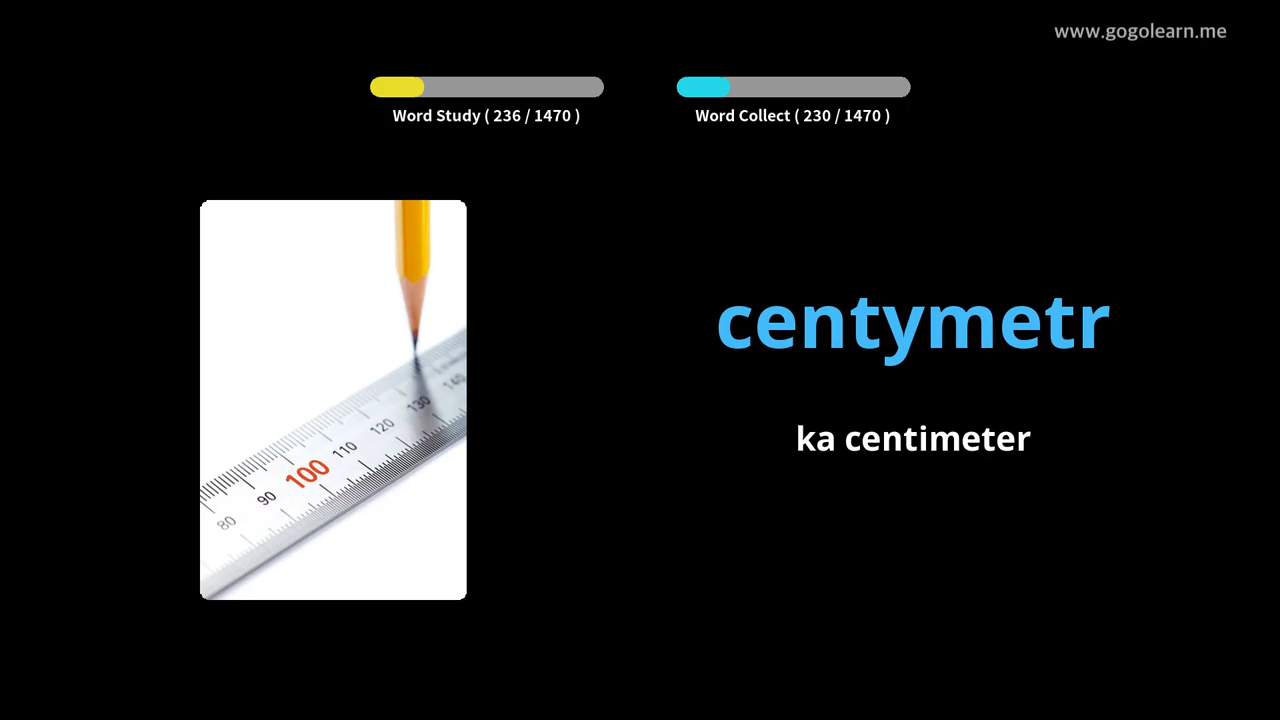 www.gogolearn.me
Word Study ( 236 / 1470 )
Word Collect ( 230 / 1470 )
centymetr
ka centimeter
80
90
100
110
120
130
140